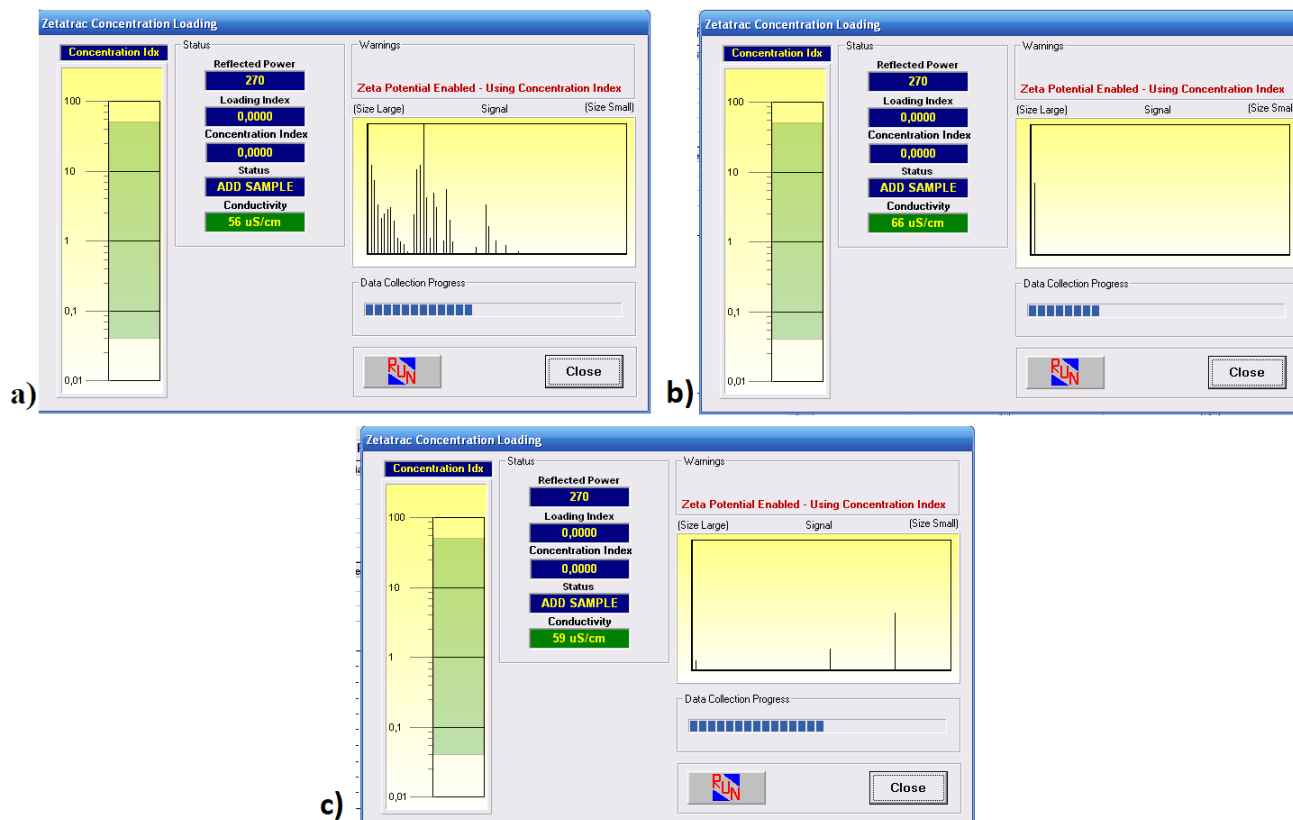 Zetatrac Concentration Loading
Concentration Idx
100
10
1
0,1
0,01
Status
Reflected Power
270
Loading Index
0,0000
Concentration Index
0,0000
Status
ADD SAMPLE
Conductivity
56 uS/cm
Warnings
Zeta Potential Enabled - Using Concentration Index
(Size Large) Signal (Size Small)
Data Collection Progress
RUN
Close
a)
Zetatrac Concentration Loading
Concentration Idx
100
10
1
0,1
0,01
Status
Reflected Power
270
Loading Index
0,0000
Concentration Index
0,0000
Status
ADD SAMPLE
Conductivity
66 uS/cm
Warnings
Zeta Potential Enabled - Using Concentration Index
(Size Large) Signal (Size Sma
Data Collection Progress
RUN
Close
b)
Zetatrac Concentration Loading
Concentration Idx
100
10
1
0,1
0,01
Status
Reflected Power
270
Loading Index
0,0000
Concentration Index
0,0000
Status
ADD SAMPLE
Conductivity
59 uS/cm
Warnings
Zeta Potential Enabled - Using Concentration Index
(Size Large) Signal (Size Small)
Data Collection Progress
RUN
Close
c)